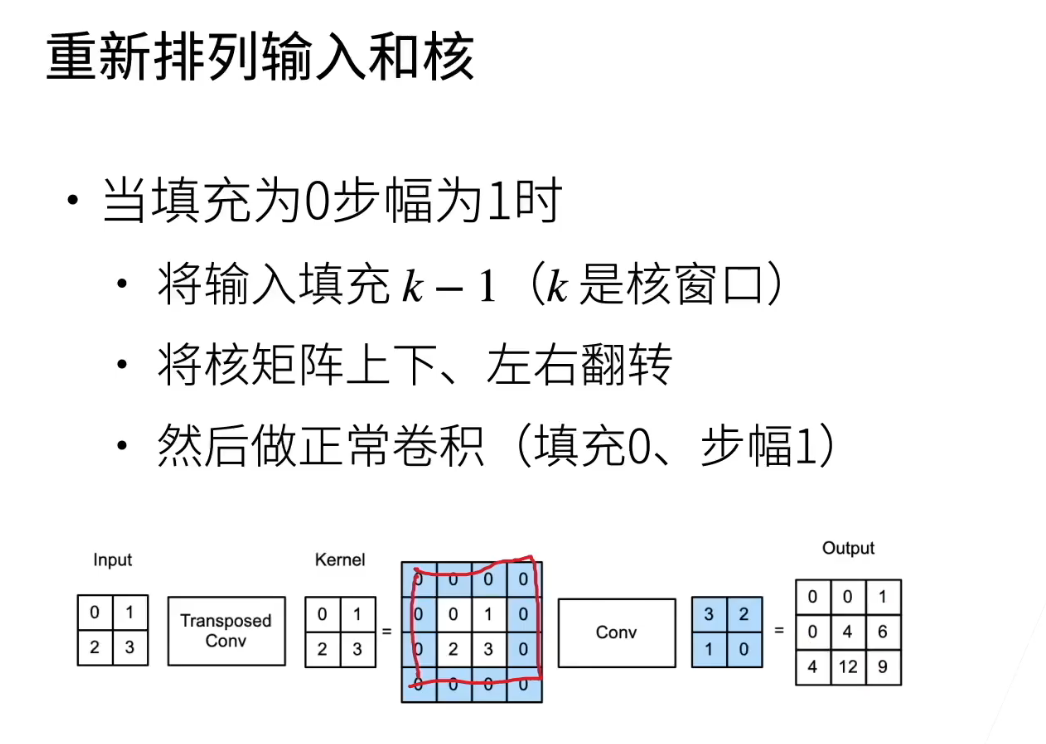 重新排列输入和核
• 当填充为0步幅为1时
• 将输入填充 k − 1（k 是核窗口）
• 将核矩阵上下、左右翻转
• 然后做正常卷积（填充0、步幅1）
Input
Kernel
Output
0 1
2 3
Transposed
Conv
0 1
2 3
=
0 0 0 0
0 0 1 0
0 2 3 0
0 0 0 0
Conv
3 2
1 0
=
0 0 1
0 4 6
4 12 9